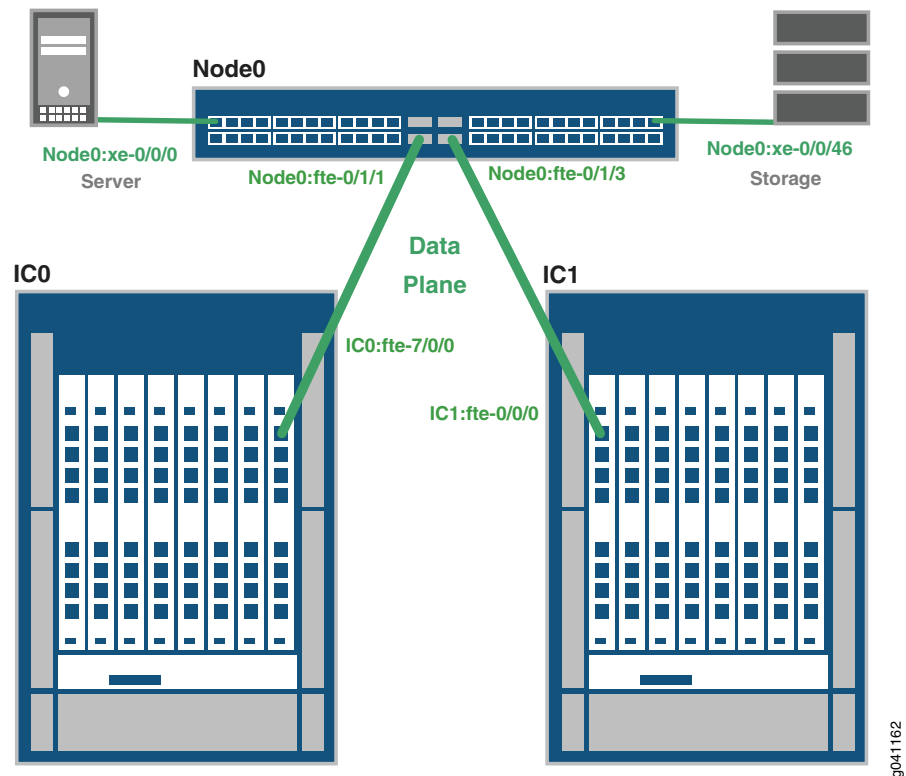 Node0
Node0:xe-0/0/0
Server
Node0:fte-0/1/1
Node0:fte-0/1/3
Node0:xe-0/0/46
Storage
Data
Plane
IC0
IC1
IC0:fte-7/0/0
IC1:fte-0/0/0
g041162